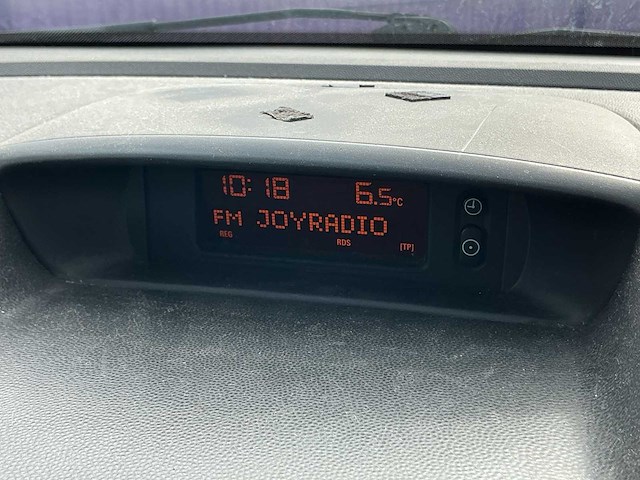 10:18 6.5°C
FM JOYRADIO
REG RDS [TP]